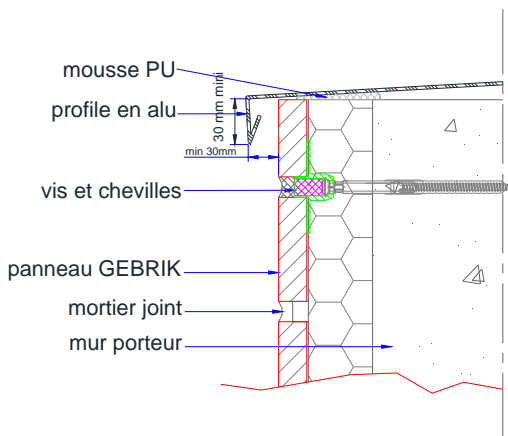 mousse PU
profile en alu
30 mm mini
min 30mm
vis et chevilles
panneau GEBRIK
mortier joint
mur porteur